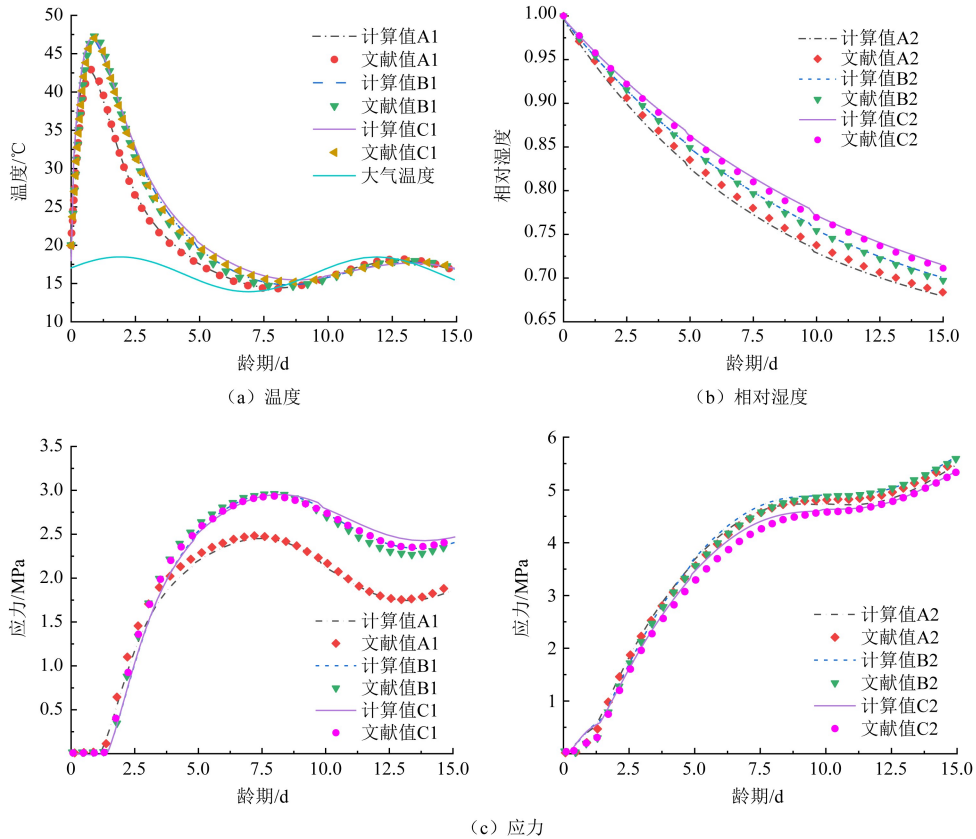 温度/℃
50
45
40
35
30
25
20
15
10
0
2.5
5.0
7.5
10.0
12.5
15.0
龄期/d
计算值A1
文献值A1
计算值B1
文献值B1
计算值C1
文献值C1
大气温度
（a）温度
相对湿度
1.00
0.95
0.90
0.85
0.80
0.75
0.70
0.65
0
2.5
5.0
7.5
10.0
12.5
15.0
龄期/d
计算值A2
文献值A2
计算值B2
文献值B2
计算值C2
文献值C2
（b）相对湿度
应力/MPa
3.5
3.0
2.5
2.0
1.5
1.0
0.5
0
2.5
5.0
7.5
10.0
12.5
15.0
龄期/d
计算值A1
文献值A1
计算值B1
文献值B1
计算值C1
文献值C1
应力/MPa
6
5
4
3
2
1
0
2.5
5.0
7.5
10.0
12.5
15.0
龄期/d
计算值A2
文献值A2
计算值B2
文献值B2
计算值C2
文献值C2
（c）应力